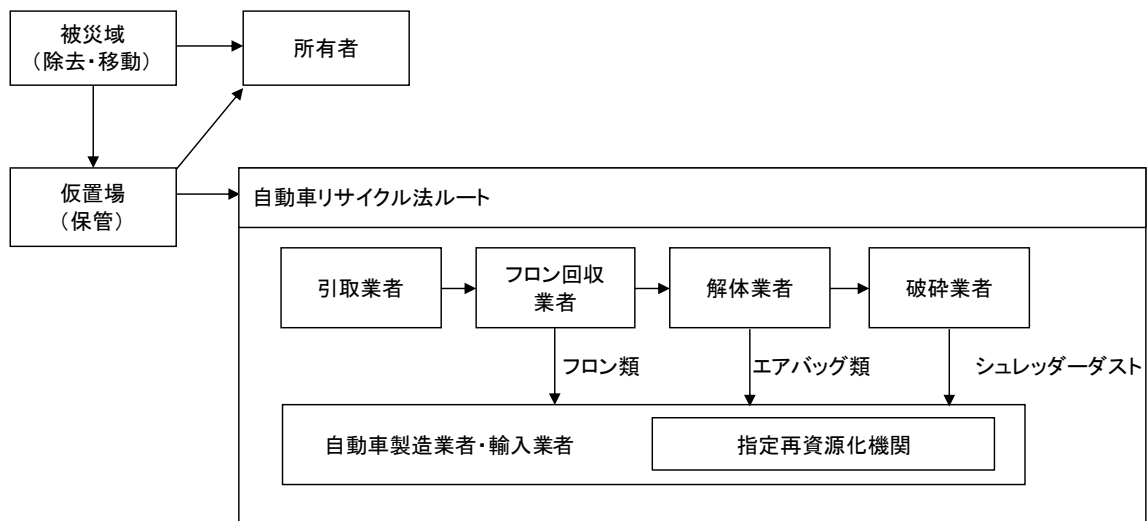 被災域
(除去・移動)
所有者
仮置場
(保管)
自動車リサイクル法ルート
引取業者
フロン回収
業者
解体業者
破砕業者
フロン類
エアバッグ類
シュレッダーダスト
自動車製造業者・輸入業者
指定再資源化機関